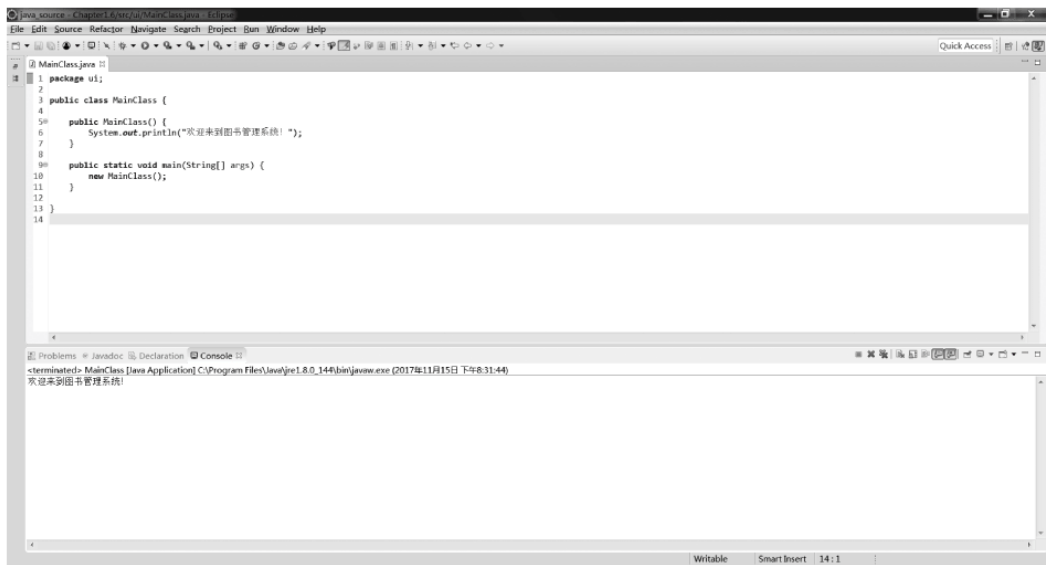 java_source - Chapter1.6/src/ui/MainClass.java - Eclipse
File Edit Source Refactor Navigate Search Project Run Window Help
Quick Access
MainClass.java
1 package ui;
2
3 public class MainClass {
4
5 public MainClass() {
6 System.out.println("欢迎来到图书管理系统！");
7 }
8
9 public static void main(String[] args) {
10 new MainClass();
11 }
12
13 }
14
Problems @ Javadoc Declaration Console
<terminated> MainClass [Java Application] C:\Program Files\Java\jre1.8.0_144\bin\javaw.exe (2017年11月15日 下午8:31:44)
欢迎来到图书管理系统！
Writable Smart Insert 14 : 1